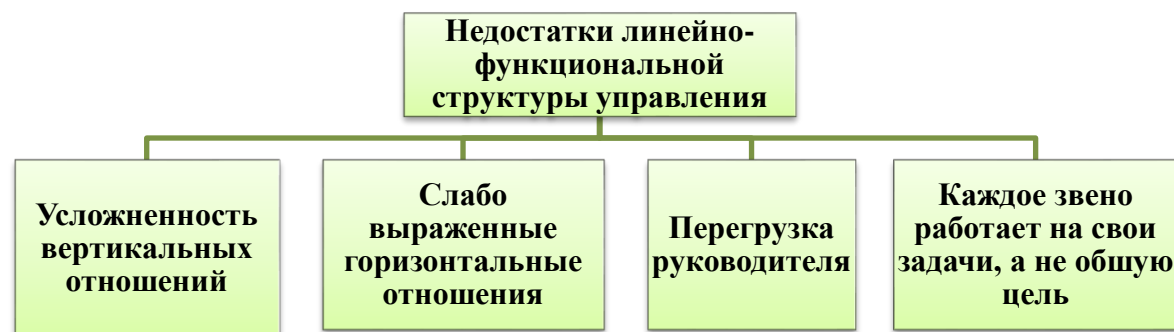 Недостатки линейно-
функциональной
структуры управления
Усложненность
вертикальных
отношений
Слабо
выраженные
горизонтальные
отношения
Перегрузка
руководителя
Каждое звено
работает на свои
задачи, а не обшую
цель